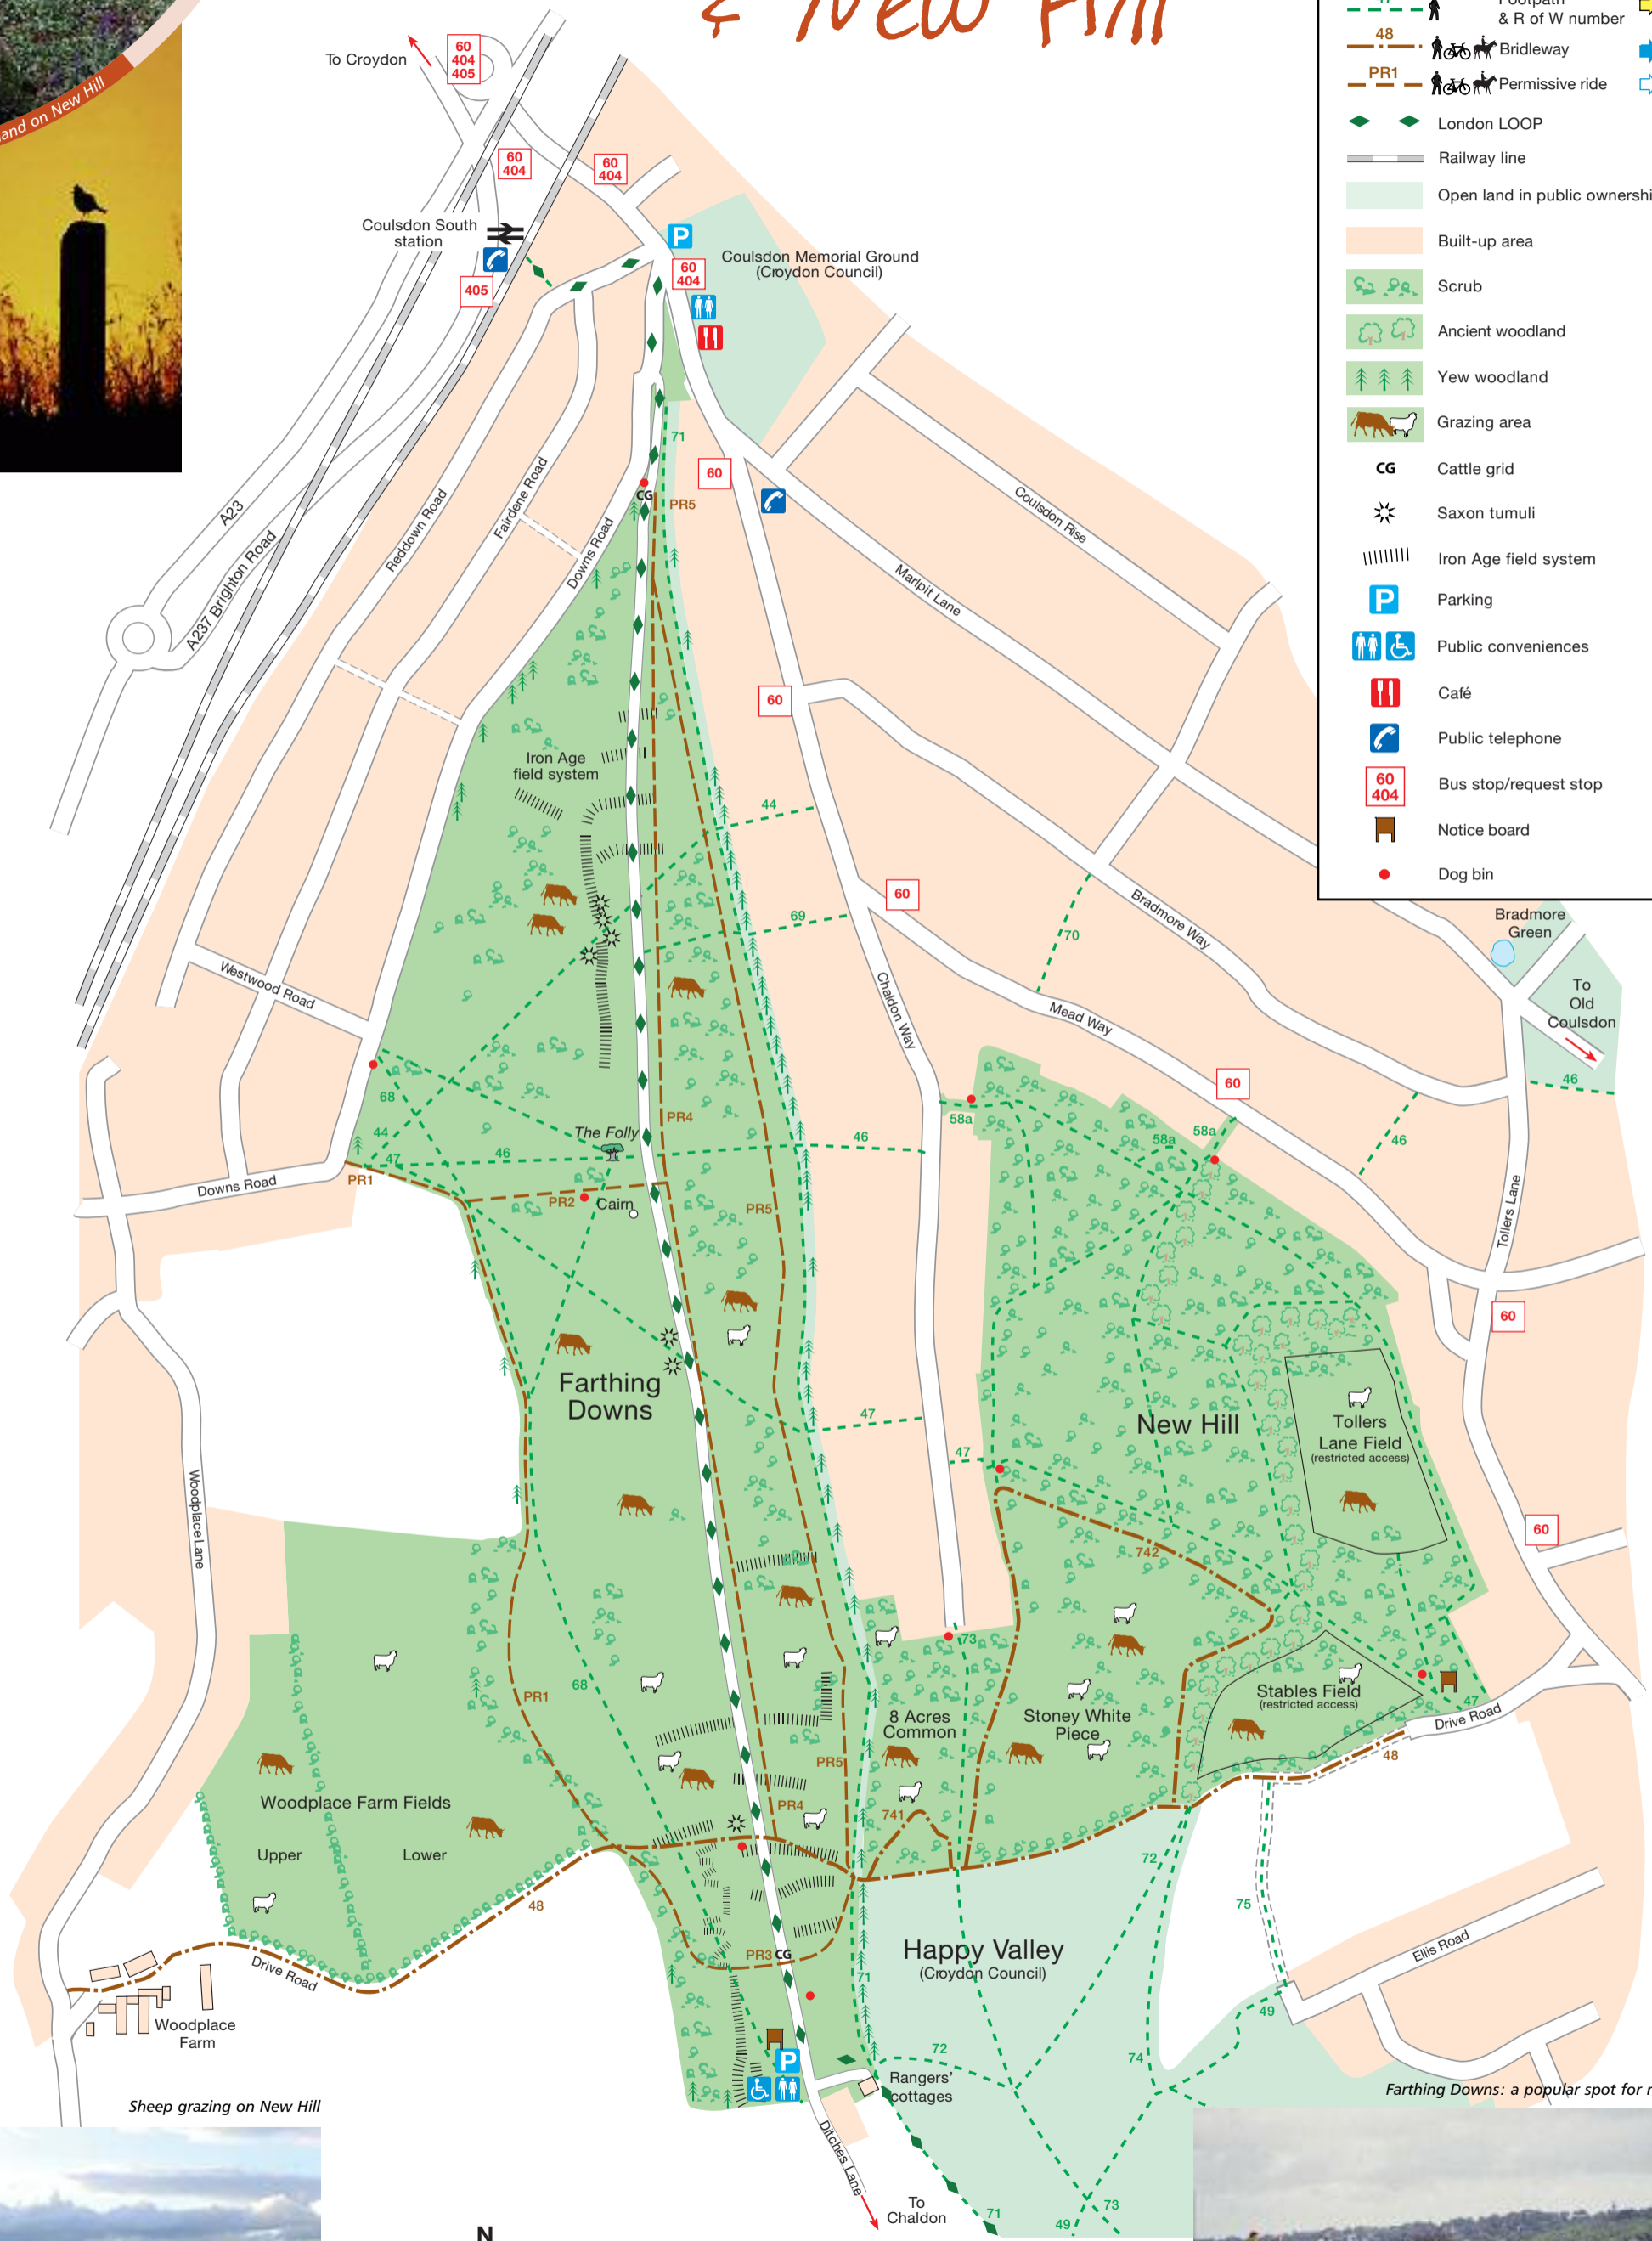 & New Hill
land on New Hill
Footpath
& R of W number
48
Bridleway
PR1
Permissive ride
London LOOP
Railway line
Open land in public ownershi
Built-up area
Scrub
Ancient woodland
Yew woodland
Grazing area
CG
Cattle grid
Saxon tumuli
Iron Age field system
P
Parking
Public conveniences
Café
Public telephone
60
404
Bus stop/request stop
Notice board
Dog bin
To Croydon
60
404
405
60
404
60
404
Coulsdon South
station
405
P
60
404
Coulsdon Memorial Ground
(Croydon Council)
71
60
CG
PR5
A23
A237 Brighton Road
Reddown Road
Fairdene Road
Downs Road
Coulsdon Rise
Marlpit Lane
60
Iron Age
field system
44
60
69
70
Bradmore Way
Bradmore
Green
To
Old
Coulsdon
Westwood Road
Chaldon Way
Mead Way
60
46
68
PR4
58a
58a
58a
46
The Folly
44
47
46
46
PR1
Downs Road
PR2
Cairn
PR5
Tollers Lane
60
Farthing
Downs
47
47
New Hill
Tollers
Lane Field
(restricted access)
Woodplace Lane
742
60
73
68
PR1
8 Acres
Common
Stoney White
Piece
Stables Field
(restricted access)
47
Drive Road
48
PR5
Woodplace Farm Fields
Upper
Lower
PR4
741
72
48
75
PR3
CG
Happy Valley
(Croydon Council)
Ellis Road
71
Drive Road
49
Woodplace
Farm
72
74
P
Rangers'
cottages
Sheep grazing on New Hill
Farthing Downs: a popular spot for
Ditches Lane
To
Chaldon
71
73
49
N